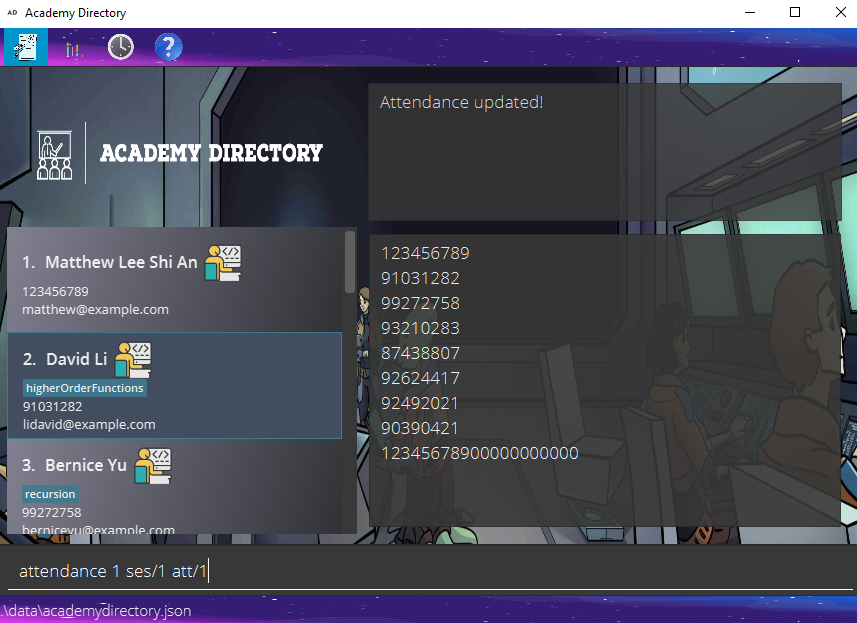 AD Academy Directory
ACADEMY DIRECTORY
Attendance updated!
1. Matthew Lee Shi An
123456789
matthew@example.com
2. David Li
higherOrderFunctions
91031282
lidavid@example.com
3. Bernice Yu
recursion
99272758
berniceyu@example.com
123456789
91031282
99272758
93210283
87438807
92624417
92492021
90390421
12345678900000000000
attendance 1 ses/1 att/1
.\data\academydirectory.json